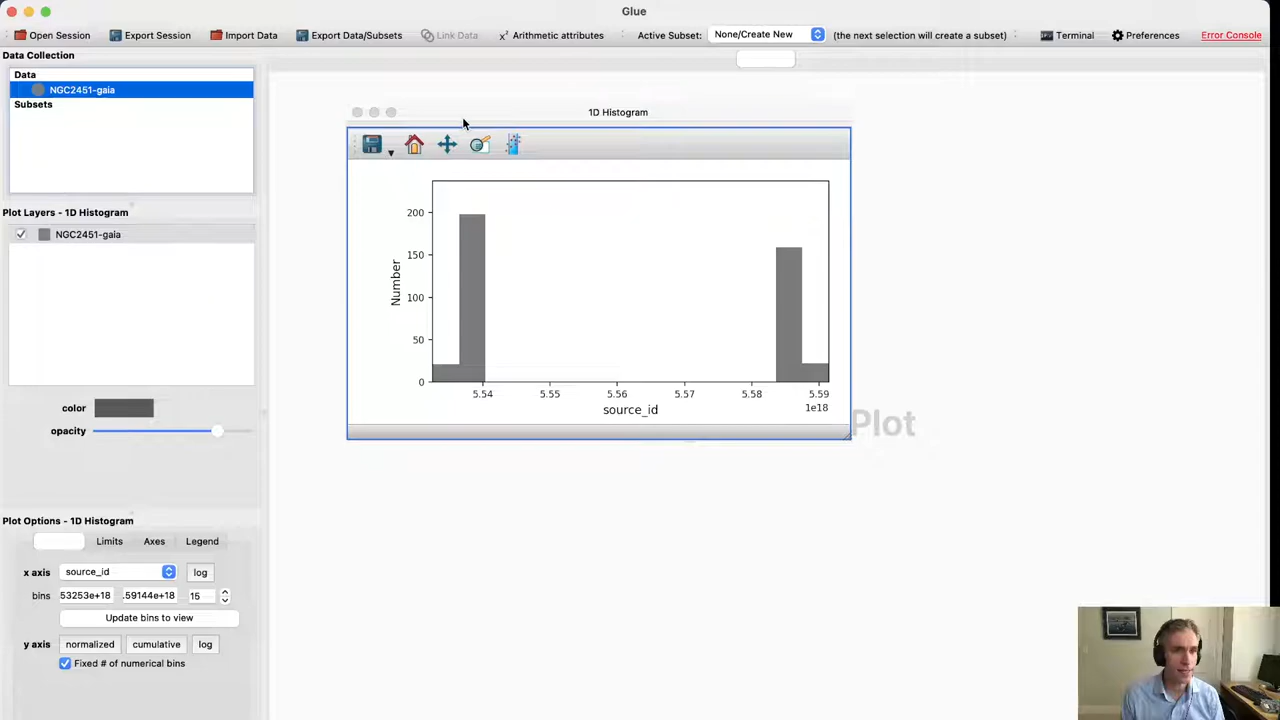 Glue
Open Session Export Session Import Data Export Data/Subsets Link Data x² Arithmetic attributes Active Subset: None/Create New (the next selection will create a subset) Terminal Preferences Error Console
Data Collection
Data
NGC2451-gaia
Subsets
Plot Layers - 1D Histogram
NGC2451-gaia
color
opacity
1D Histogram
200
150
100
50
0
Number
5.54 5.55 5.56 5.57 5.58 5.59
1e18
source_id
Plot
Plot Options - 1D Histogram
Limits Axes Legend
x axis source_id log
bins 53253e+18 .59144e+18 15
Update bins to view
y axis normalized cumulative log
Fixed # of numerical bins